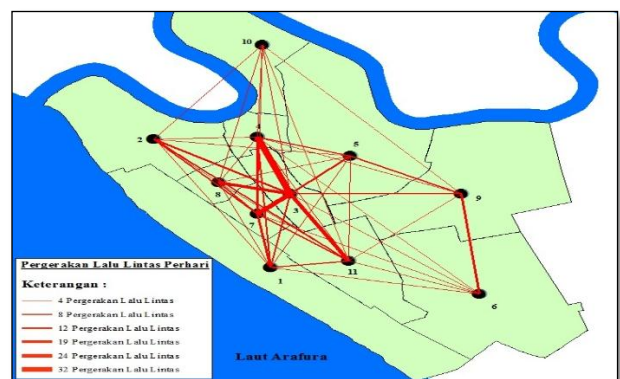 10
4
2
5
8
3
9
7
1
11
6
Pergerakan Lalu Lintas Perhari
Keterangan :
4 Pergerakan Lalu Lintas
8 Pergerakan Lalu Lintas
12 Pergerakan Lalu Lintas
19 Pergerakan Lalu Lintas
24 Pergerakan Lalu Lintas
32 Pergerakan Lalu Lintas
Laut Arafura